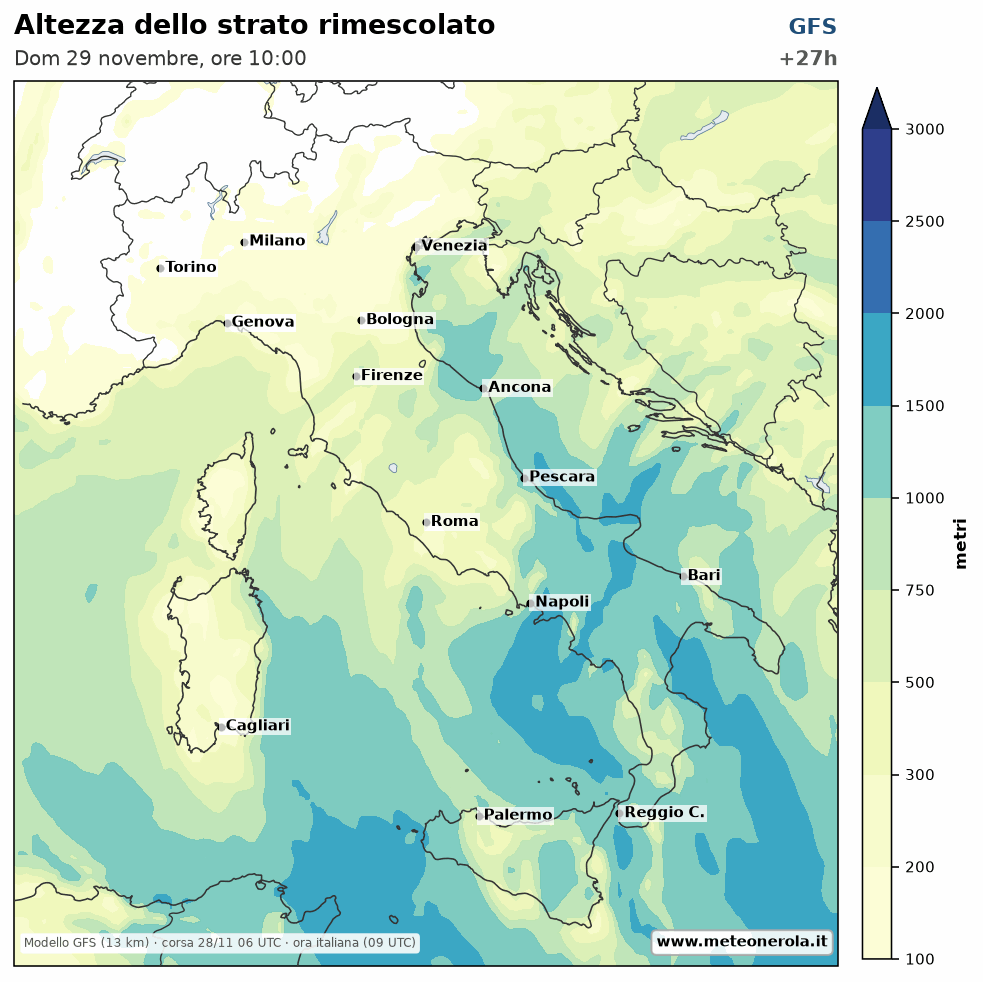 Altezza dello strato rimescolato
GFS
Dom 29 novembre, ore 10:00
+27h
Milano
Venezia
Torino
Genova
Bologna
Firenze
Ancona
Pescara
Roma
Bari
Napoli
Cagliari
Palermo
Reggio C.
3000
2500
2000
1500
1000
750
500
300
200
100
metri
Modello GFS (13 km) · corsa 28/11 06 UTC · ora italiana (09 UTC)
www.meteonerola.it